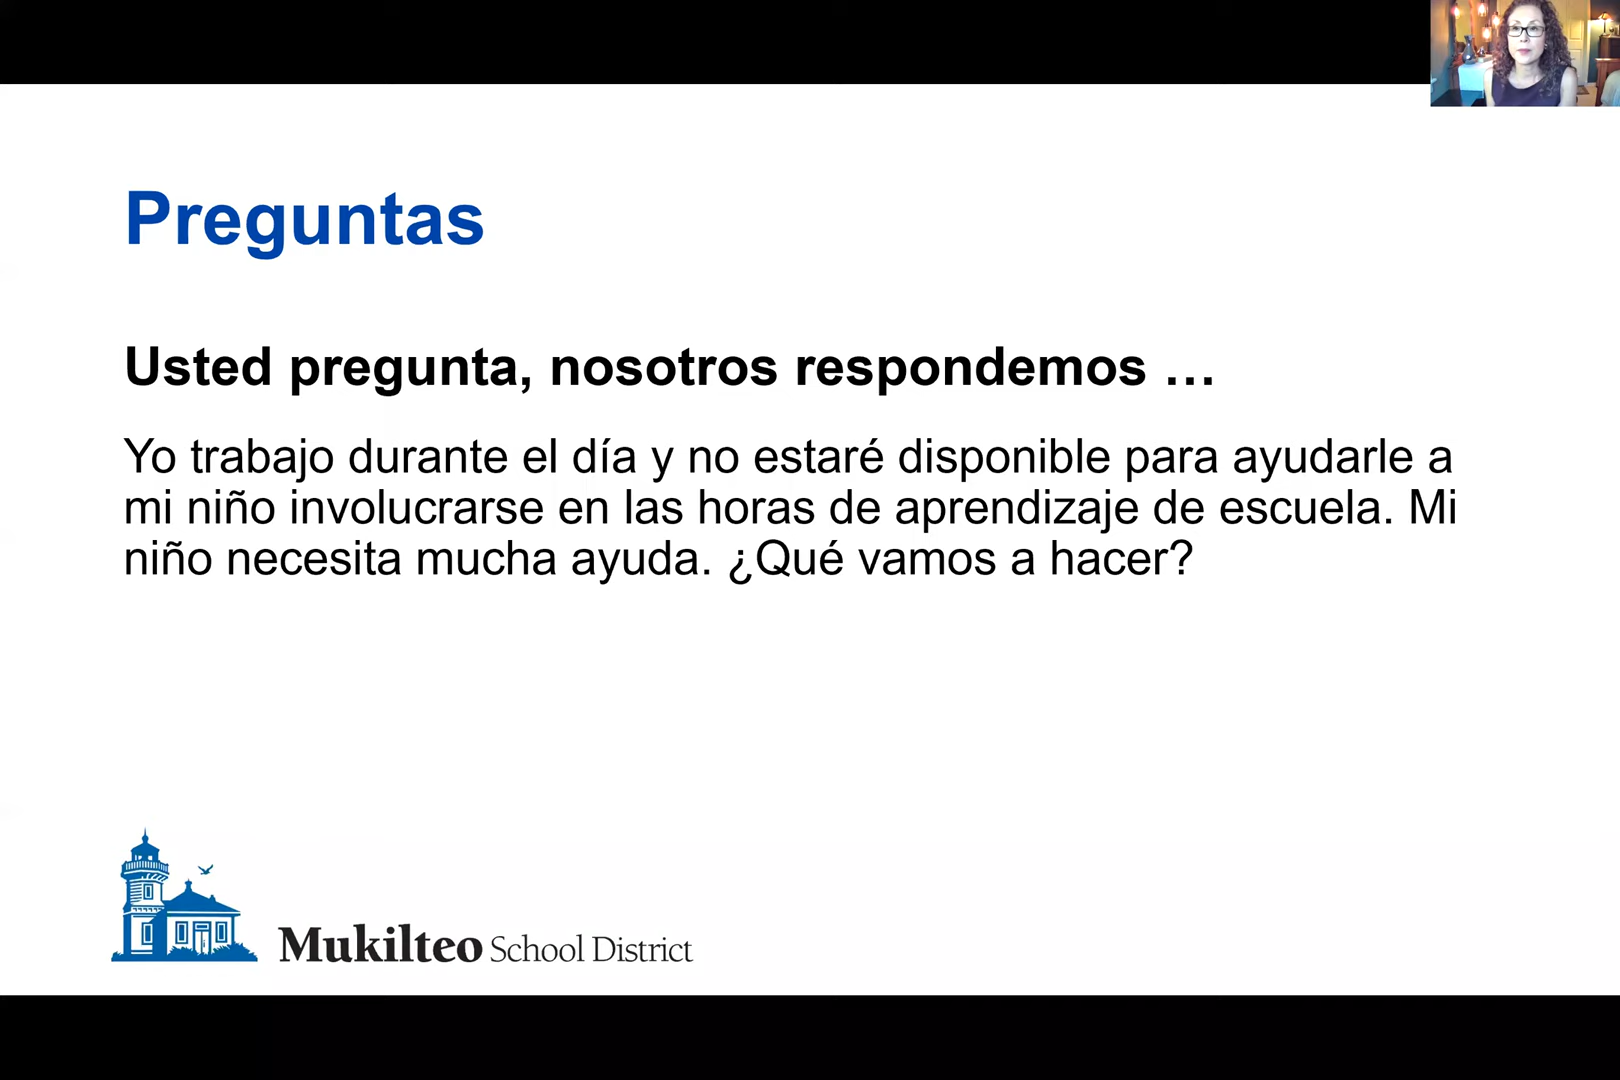 Preguntas
Usted pregunta, nosotros respondemos …
Yo trabajo durante el día y no estaré disponible para ayudarle a
mi niño involucrarse en las horas de aprendizaje de escuela. Mi
niño necesita mucha ayuda. ¿Qué vamos a hacer?
Mukilteo School District